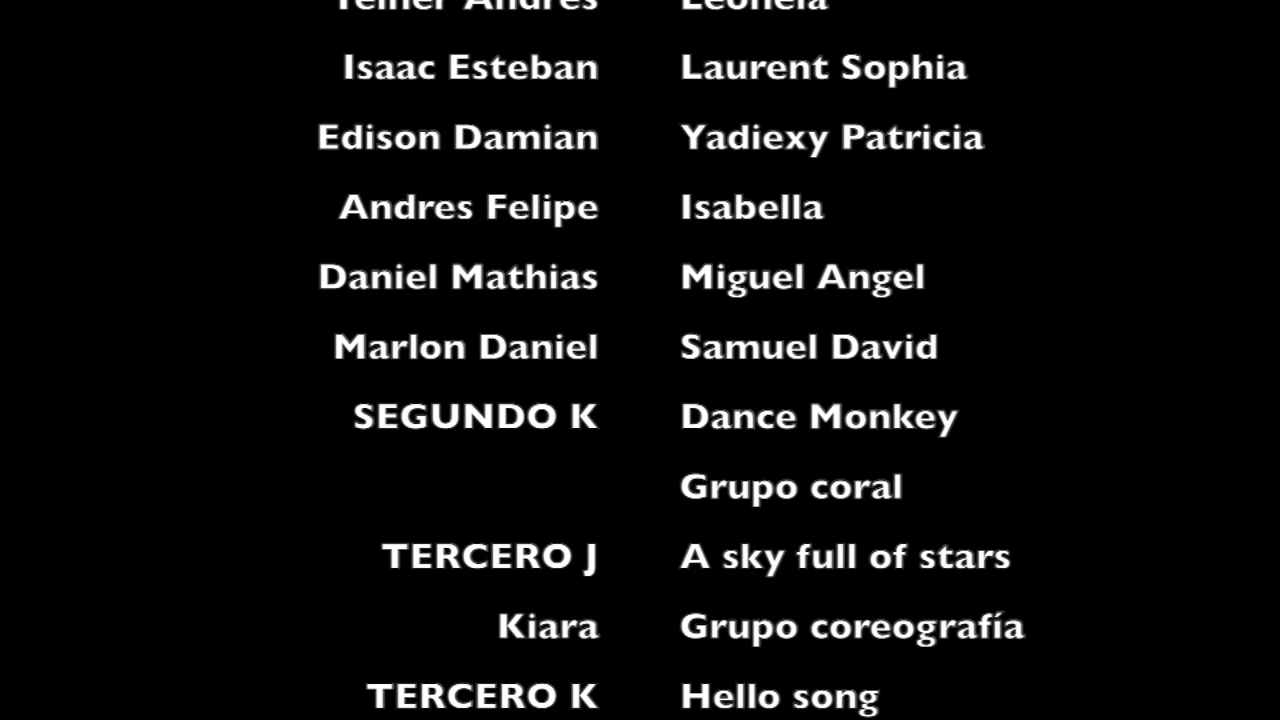 Andres Leonela
Isaac Esteban Laurent Sophia
Edison Damian Yadiexy Patricia
Andres Felipe Isabella
Daniel Mathias Miguel Angel
Marlon Daniel Samuel David
SEGUNDO K Dance Monkey
Grupo coral
TERCERO J A sky full of stars
Kiara Grupo coreografía
TERCERO K Hello song